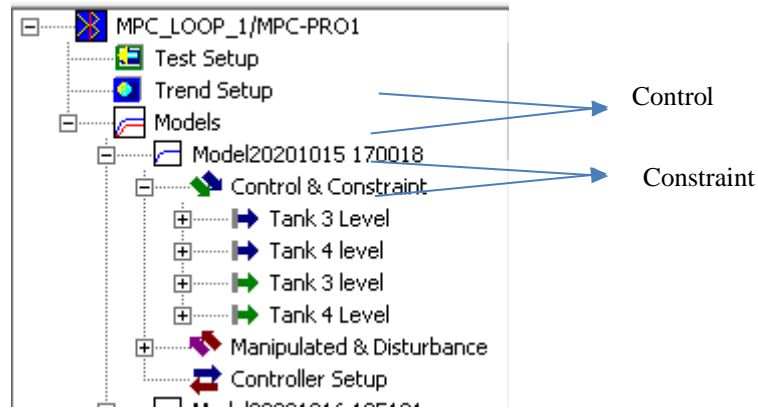 MPC_LOOP_1/MPC-PRO1
Test Setup
Trend Setup
Control
Models
Model20201015 170018
Constraint
Control & Constraint
Tank 3 Level
Tank 4 level
Tank 3 level
Tank 4 Level
Manipulated & Disturbance
Controller Setup